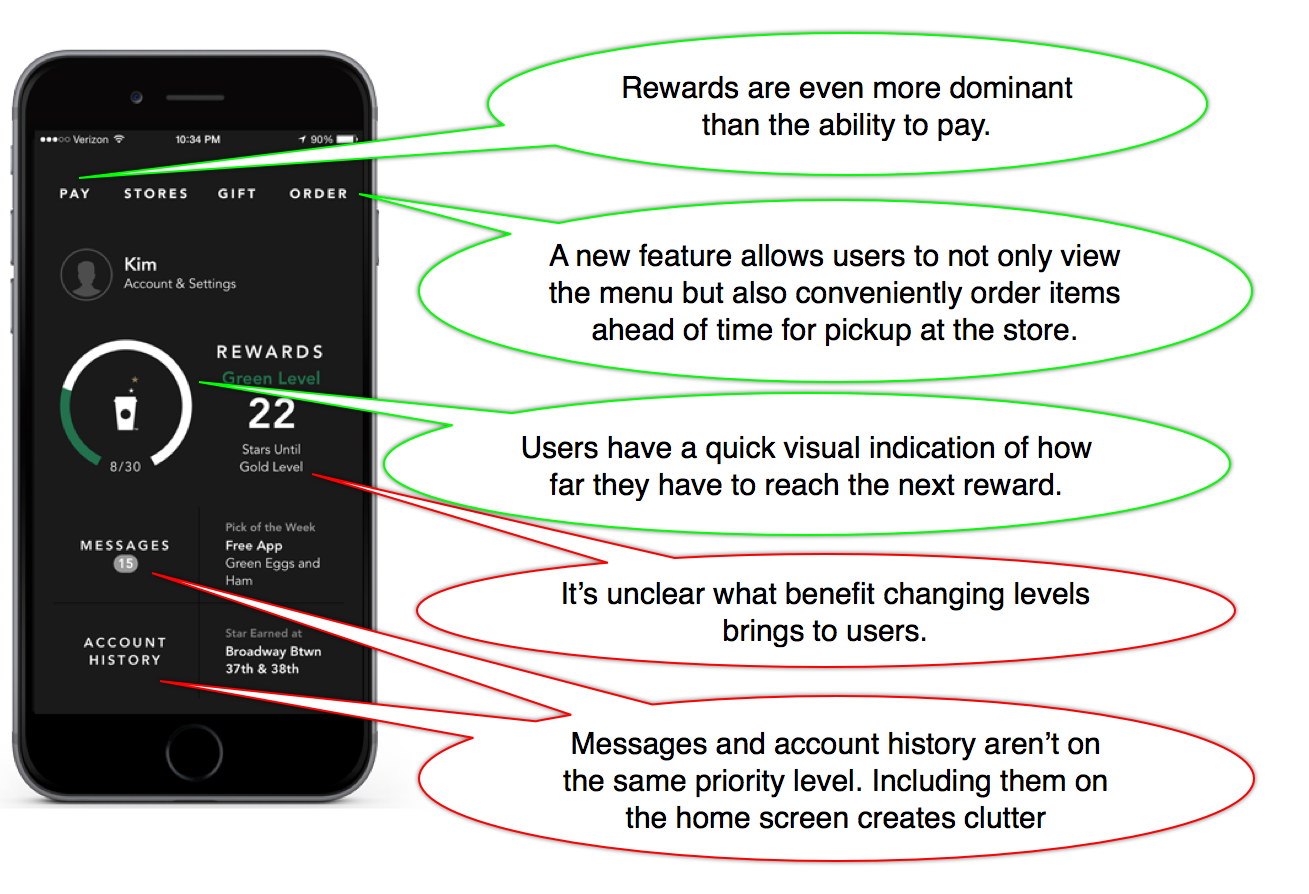 Verizon 10:34 PM 90%
PAY STORES GIFT ORDER
Kim
Account & Settings
REWARDS
Green Level
22
Stars Until
Gold Level
8/30
MESSAGES
15
Pick of the Week
Free App
Green Eggs and
Ham
ACCOUNT
HISTORY
Star Earned at
Broadway Btwn
37th & 38th
Rewards are even more dominant
than the ability to pay.
A new feature allows users to not only view
the menu but also conveniently order items
ahead of time for pickup at the store.
Users have a quick visual indication of how
far they have to reach the next reward.
It’s unclear what benefit changing levels
brings to users.
Messages and account history aren’t on
the same priority level. Including them on
the home screen creates clutter